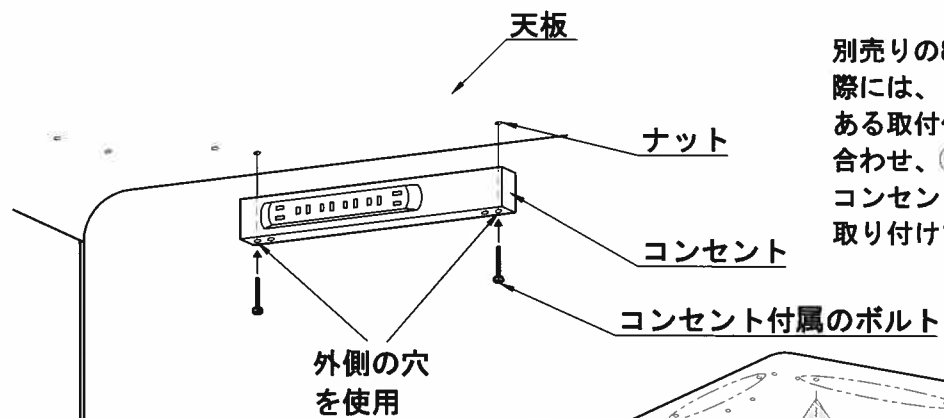 天板
ナット
コンセント
コンセント付属のボルト
外側の穴
を使用
別売りの
際には、
ある取付
合わせ、
コンセン
取り付け